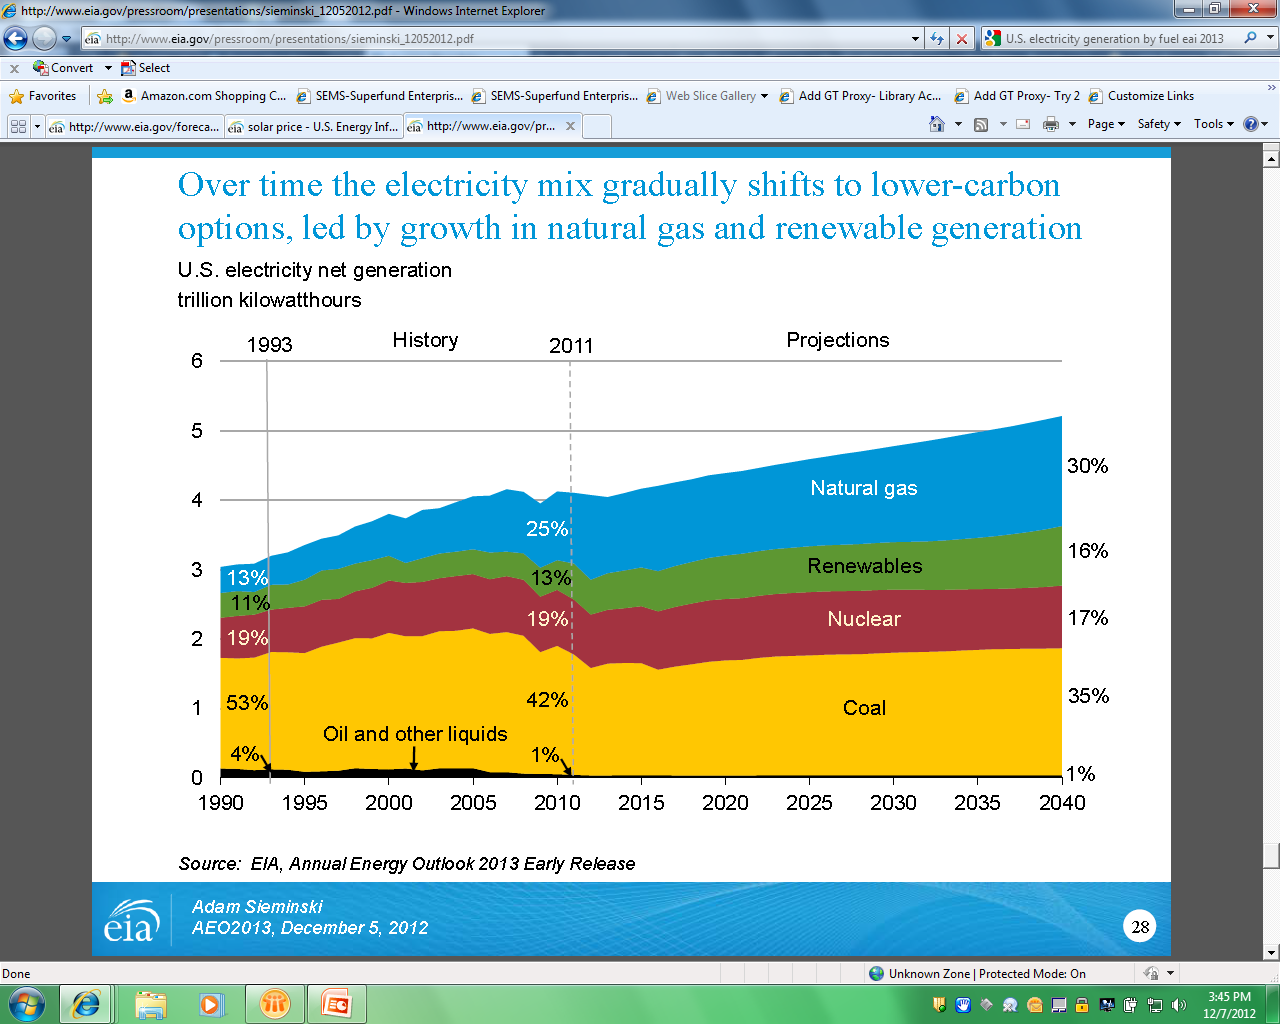 http://www.eia.gov/pressroom/presentations/sieminski_12052012.pdf - Windows Internet Explorer
eia http://www.eia.gov/pressroom/presentations/sieminski_12052012.pdf
U.S. electricity generation by fuel eai 2013
x Convert Select
Favorites Amazon.com Shopping C... SEMS-Superfund Enterpris... SEMS-Superfund Enterpris... Web Slice Gallery Add GT Proxy- Library Ac... Add GT Proxy- Try 2 Customize Links
eia http://www.eia.gov/foreca... eia solar price - U.S. Energy Inf... eia http://www.eia.gov/pr... Page Safety Tools
Over time the electricity mix gradually shifts to lower-carbon
options, led by growth in natural gas and renewable generation
U.S. electricity net generation
trillion kilowatthours
1993 History 2011 Projections
6
5
4
3
2
1
0
30%
Natural gas
25%
16%
13%
Renewables
13%
11%
17%
Nuclear
19%
19%
35%
Coal
42%
53%
Oil and other liquids
4%
1%
1%
1990 1995 2000 2005 2010 2015 2020 2025 2030 2035 2040
Source: EIA, Annual Energy Outlook 2013 Early Release
eia
Adam Sieminski
AEO2013, December 5, 2012
28
Done Unknown Zone | Protected Mode: On
3:45 PM
12/7/2012